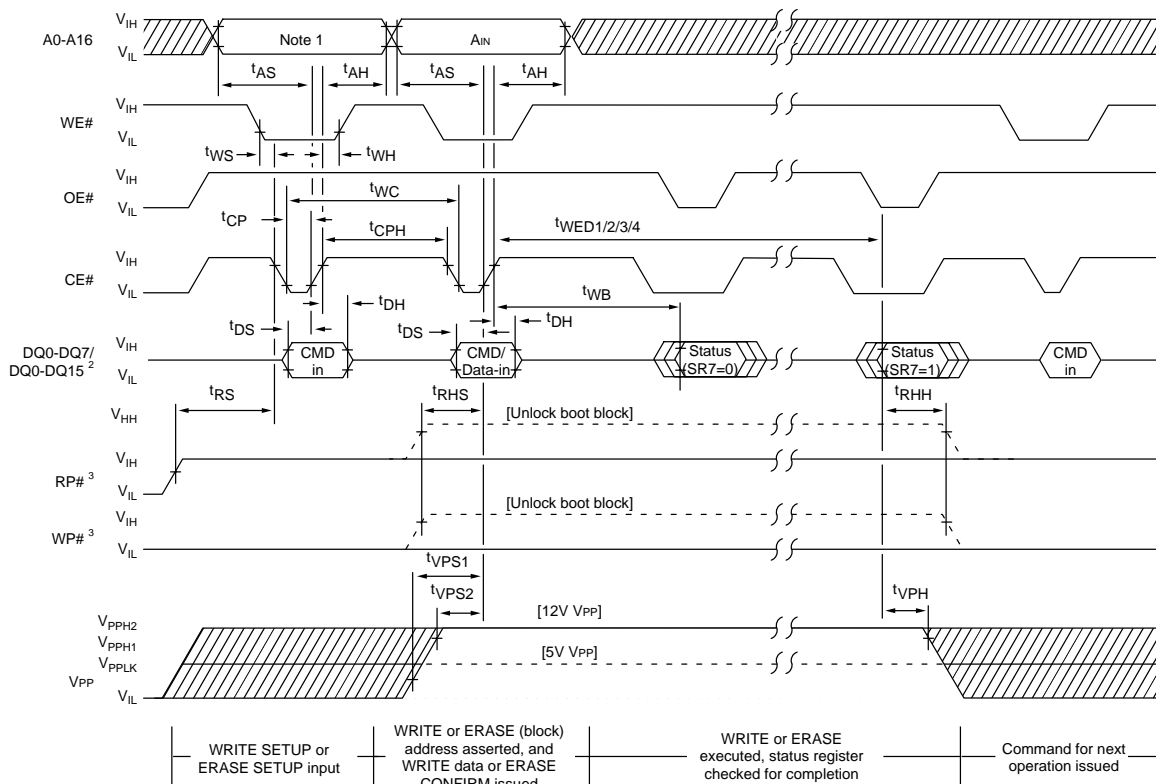 VIH
A0-A16
VIL
Note 1
AIN
tAS
tAH
tAS
tAH
VIH
WE#
VIL
tWS
tWH
VIH
OE#
VIL
tWC
tCP
tCPH
tWED1/2/3/4
VIH
CE#
VIL
tWB
tDH
tDS
tDS
tDH
DQ0-DQ7/
DQ0-DQ15 2
VIH
VIL
CMD
in
CMD/
Data-in
Status
(SR7=0)
Status
(SR7=1)
CMD
in
tRS
tRHS
tRHH
VHH
[Unlock boot block]
VIH
RP# 3
VIL
[Unlock boot block]
VIH
WP# 3
VIL
tVPS1
tVPS2
tVPH
VPPH2
[12V VPP]
VPPH1
VPPLK
[5V VPP]
VPP
VIL
WRITE SETUP or
ERASE SETUP input
WRITE or ERASE (block)
address asserted, and
WRITE data or ERASE
CONFIRM issued
WRITE or ERASE
executed, status register
checked for completion
Command for next
operation issued